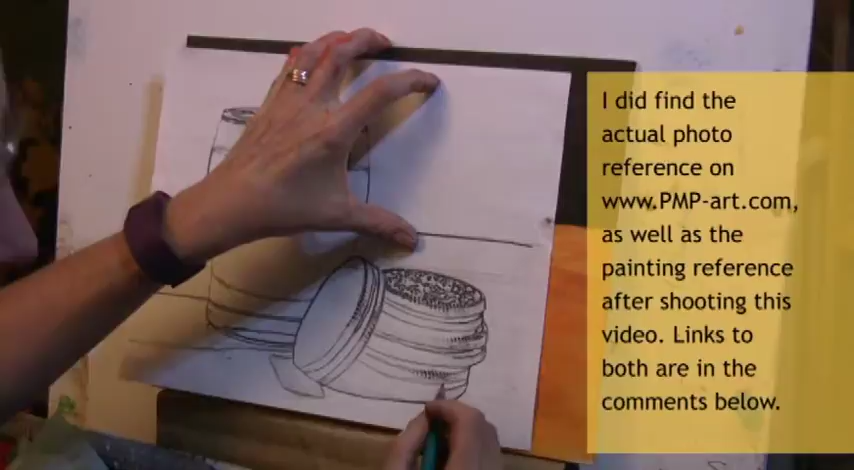 I did find the
actual photo
reference on
www.PMP-art.com,
as well as the
painting reference
after shooting this
video. Links to
both are in the
comments below.